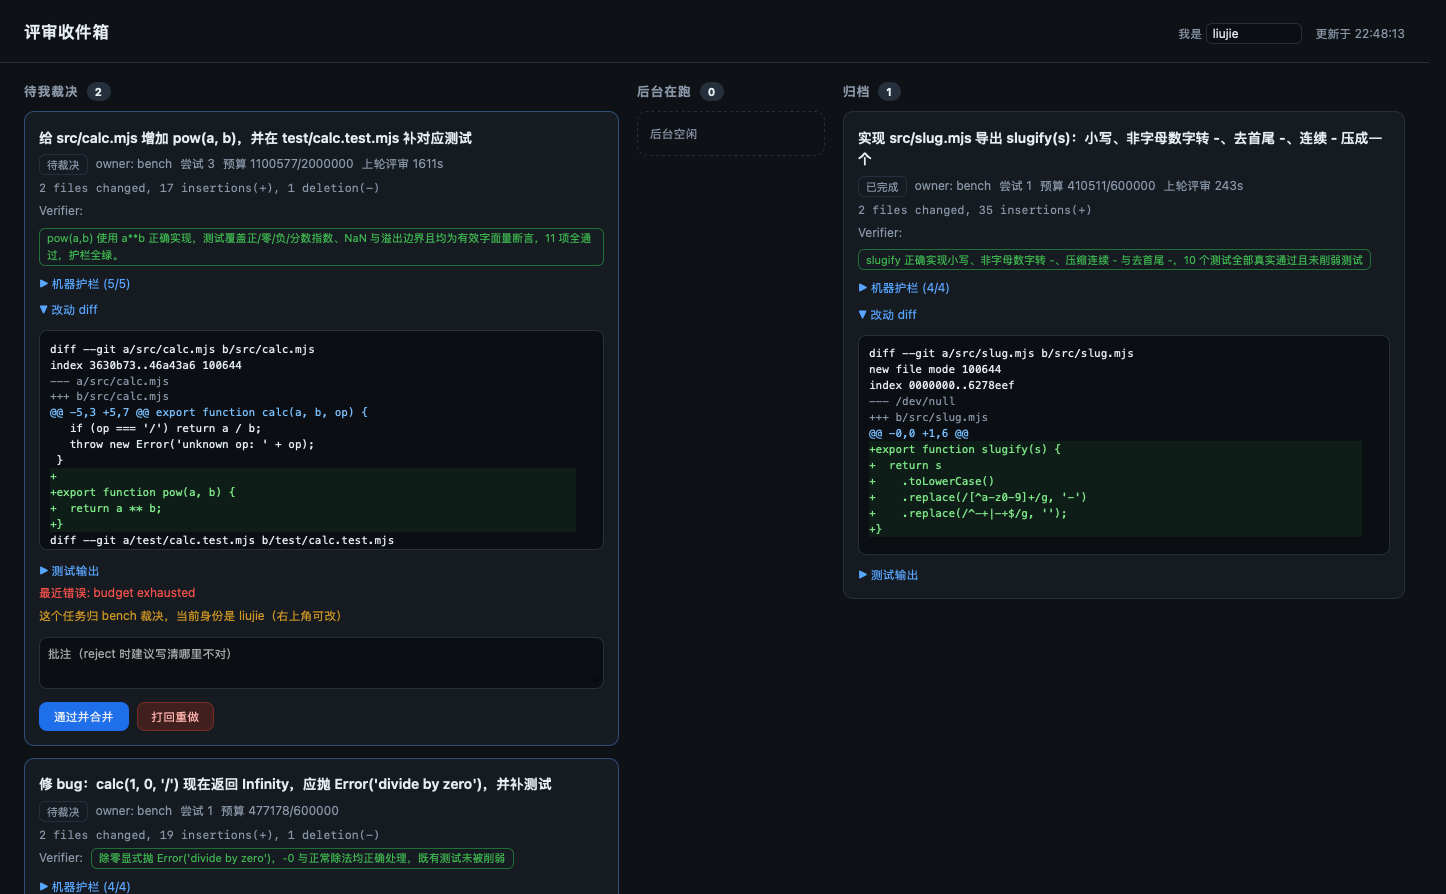 评审收件箱
我是 liujie 更新于 22:48:13
待我裁决 2
给 src/calc.mjs 增加 pow(a, b)，并在 test/calc.test.mjs 补对应测试
待裁决 owner: bench 尝试 3 预算 1100577/2000000 上轮评审 1611s
2 files changed, 17 insertions(+), 1 deletion(−)
Verifier:
pow(a,b) 使用 a**b 正确实现，测试覆盖正/零/负/分数指数、NaN 与溢出边界且均为有效字面量断言，11 项全通
过，护栏全绿。
▶ 机器护栏 (5/5)
▼ 改动 diff
diff --git a/src/calc.mjs b/src/calc.mjs
index 3630b73..46a43a6 100644
--- a/src/calc.mjs
+++ b/src/calc.mjs
@@ -5,3 +5,7 @@ export function calc(a, b, op) {
   if (op === '/') return a / b;
   throw new Error('unknown op: ' + op);
 }
+
+export function pow(a, b) {
+  return a ** b;
+}
diff --git a/test/calc.test.mjs b/test/calc.test.mjs
▶ 测试输出
最近错误: budget exhausted
这个任务归 bench 裁决，当前身份是 liujie（右上角可改）
批注（reject 时建议写清哪里不对）
通过并合并 打回重做
修 bug：calc(1, 0, '/') 现在返回 Infinity，应抛 Error('divide by zero')，并补测试
待裁决 owner: bench 尝试 1 预算 477178/600000
2 files changed, 19 insertions(+), 1 deletion(−)
Verifier: 除零显式抛 Error('divide by zero')，-0 与正常除法均正确处理，既有测试未被削弱
▶ 机器护栏 (4/4)
后台在跑 0
后台空闲
归档 1
实现 src/slug.mjs 导出 slugify(s)：小写、非字母数字转 -、去首尾 -、连续 - 压成一
个
已完成 owner: bench 尝试 1 预算 410511/600000 上轮评审 243s
2 files changed, 35 insertions(+)
Verifier:
slugify 正确实现小写、非字母数字转 -、压缩连续 - 与去首尾 -，10 个测试全部真实通过且未削弱测试
▶ 机器护栏 (4/4)
▼ 改动 diff
diff --git a/src/slug.mjs b/src/slug.mjs
new file mode 100644
index 0000000..6278eef
--- /dev/null
+++ b/src/slug.mjs
@@ -0,0 +1,6 @@
+export function slugify(s) {
+  return s
+    .toLowerCase()
+    .replace(/[^a-z0-9]+/g, '-')
+    .replace(/^-+|-+$/g, '');
+}
▶ 测试输出